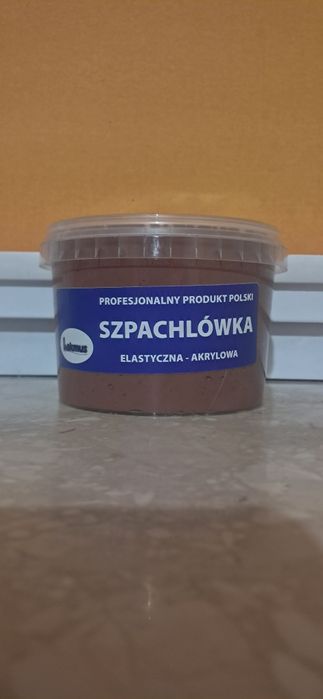 PROFESJONALNY PRODUKT POLSKI
SZPACHLÓWKA
ELASTYCZNA - AKRYLOWA